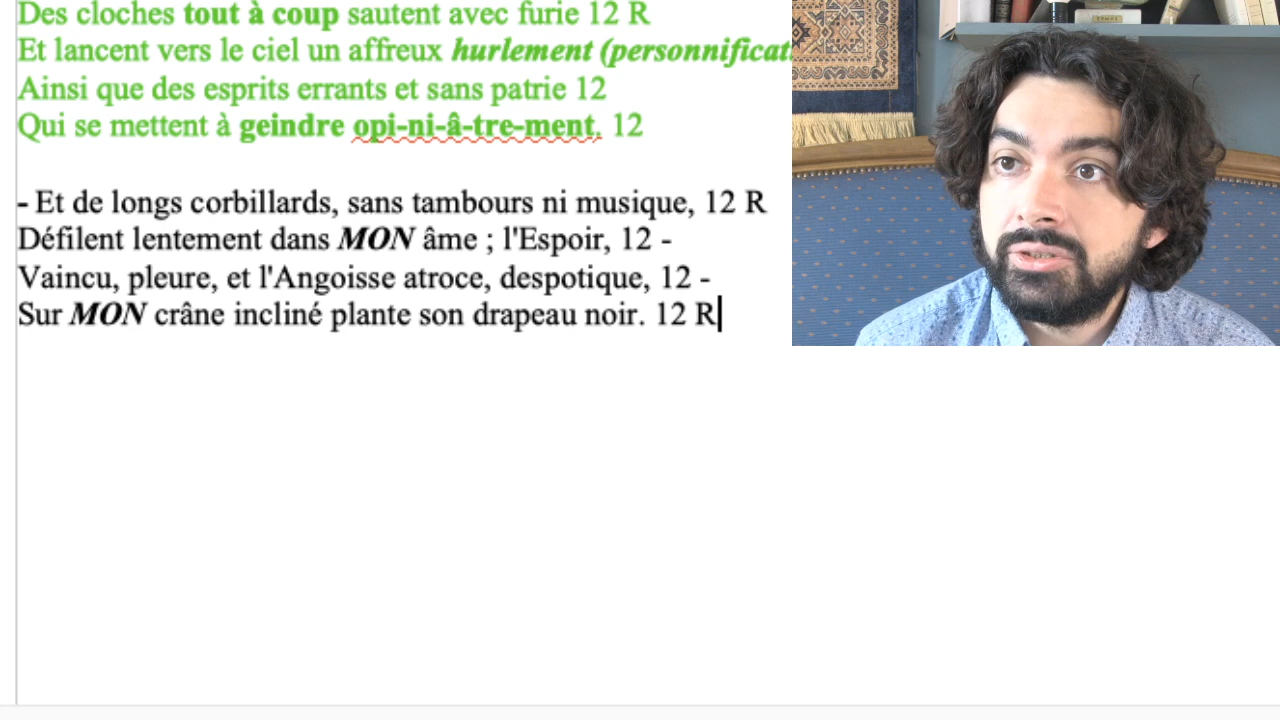 Des cloches tout à coup sautent avec furie 12 R
Et lancent vers le ciel un affreux hurlement
Ainsi que des esprits errants et sans patrie 12
Qui se mettent à geindre opi-ni-â-tre-ment. 12
- Et de longs corbillards, sans tambours ni musique, 12 R
Défilent lentement dans MON âme ; l'Espoir, 12 -
Vaincu, pleure, et l'Angoisse atroce, despotique, 12 -
Sur MON crâne incliné plante son drapeau noir. 12 R